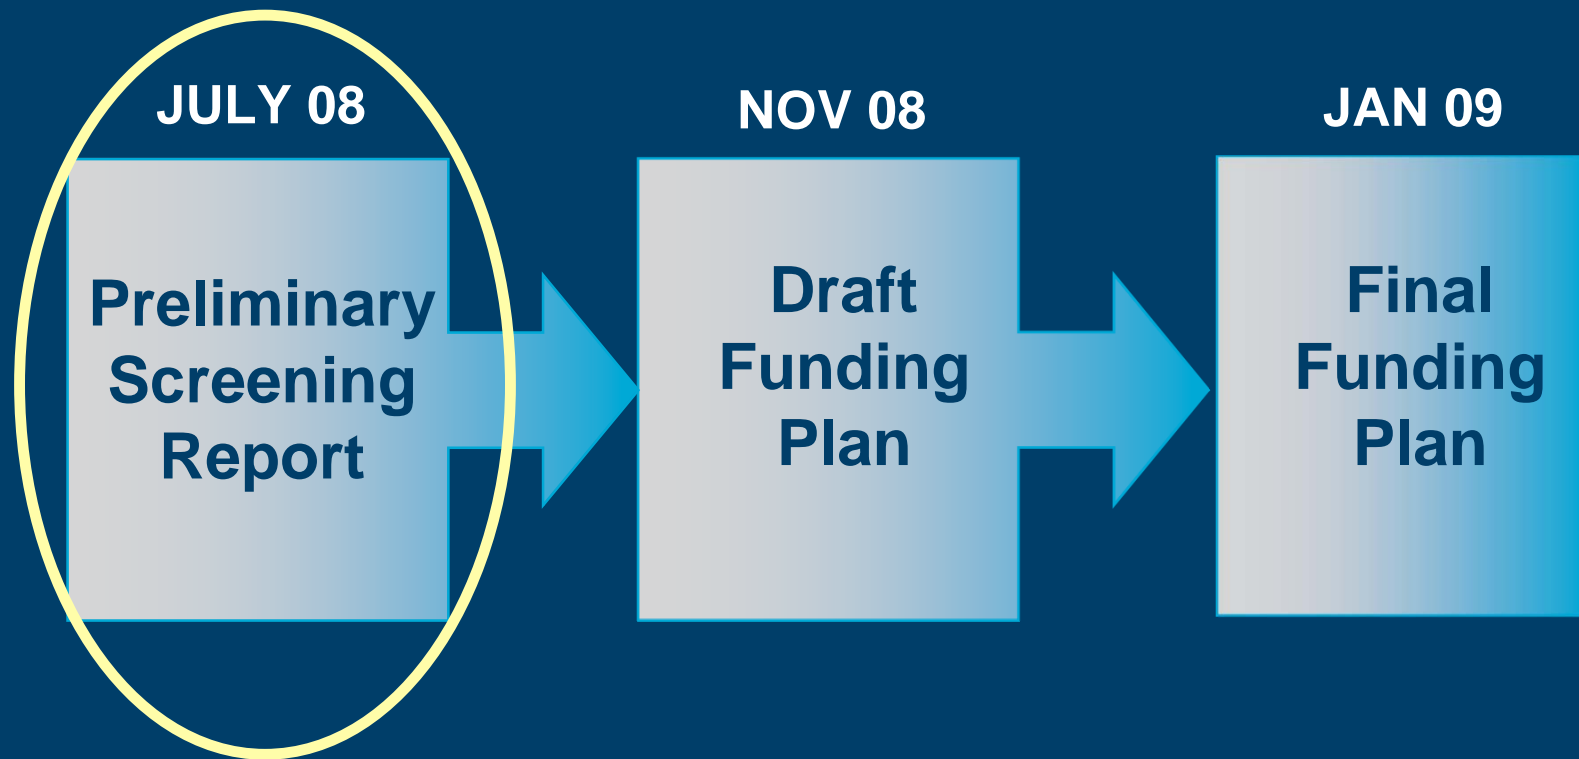 JULY 08
Preliminary
Screening
Report
NOV 08
Draft
Funding
Plan
JAN 09
Final
Funding
Plan